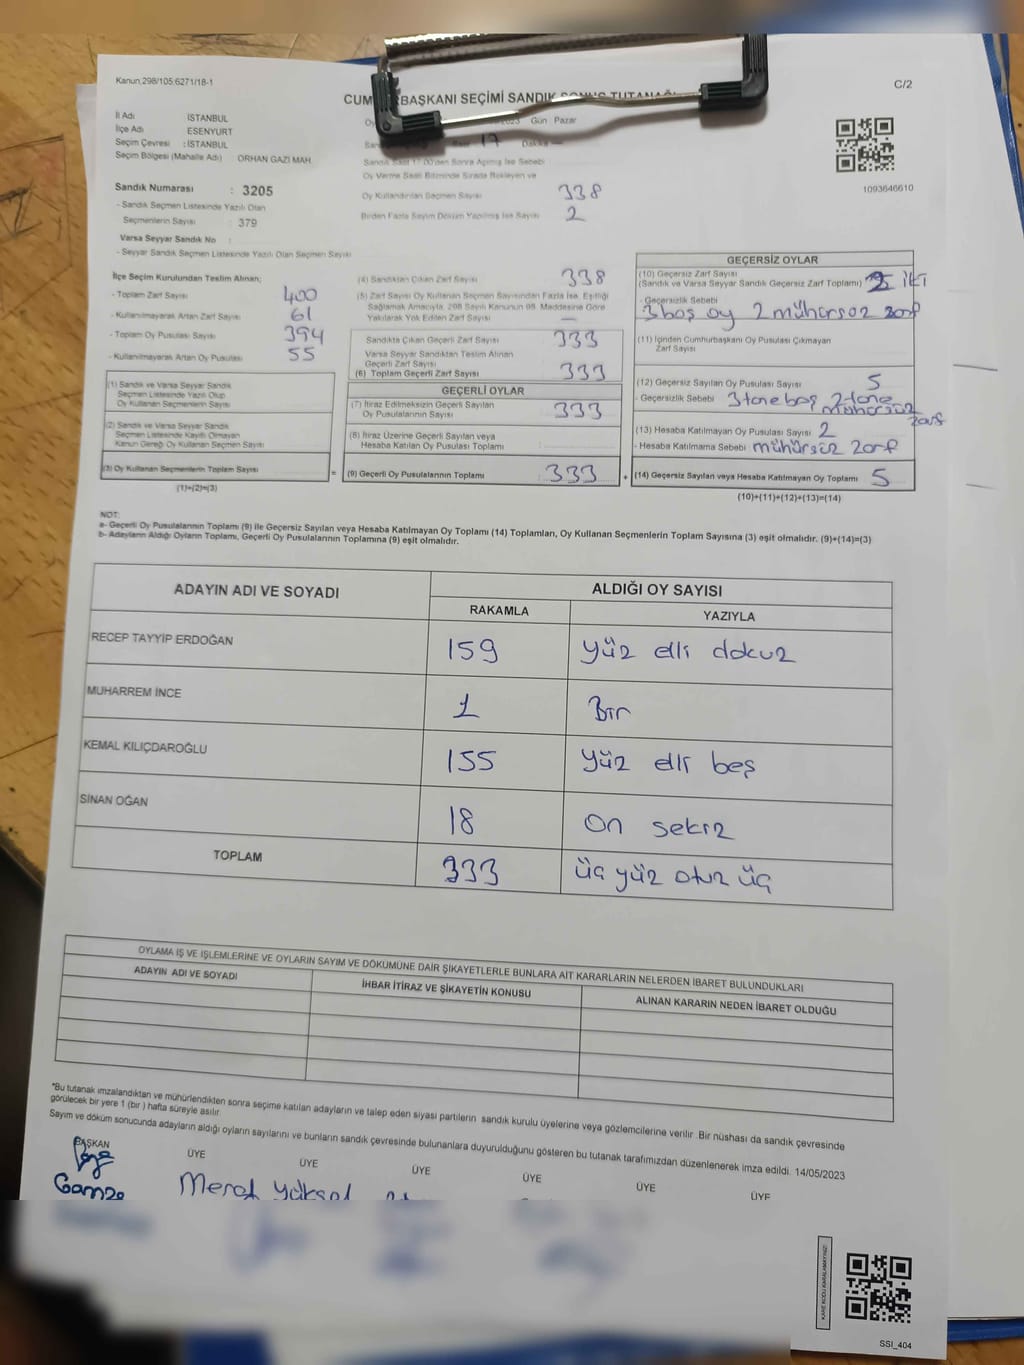 Kanun:298/105;6271/18-1
C/2
CUM BAŞKANI SEÇİMİ SANDIK SONUÇ TUTANAĞI
İl Adı İSTANBUL
İlçe Adı ESENYURT
Seçim Çevresi : İSTANBUL
Seçim Bölgesi (Mahalle Adı) ORHAN GAZİ MAH.
2023 Gün Pazar
17 Dakika —
Sandık Saat 17.00'den Sonra Açılmış İse Sebebi
Oy Verme Saati Bitiminde Sırada Bekleyen ve
Oy Kullandırılan Seçmen Sayısı 338
Birden Fazla Sayım Döküm Yapılmış İse Sayısı 2
1093646610
Sandık Numarası : 3205
- Sandık Seçmen Listesinde Yazılı Olan
Seçmenlerin Sayısı : 379
Varsa Seyyar Sandık No :
- Seyyar Sandık Seçmen Listesinde Yazılı Olan Seçmen Sayısı
İlçe Seçim Kurulundan Teslim Alınan;
- Toplam Zarf Sayısı 400
- Kullanılmayarak Artan Zarf Sayısı 61
- Toplam Oy Pusulası Sayısı 394
- Kullanılmayarak Artan Oy Pusulası 55
(1) Sandık ve Varsa Seyyar Sandık
Seçmen Listesinde Yazılı Olup
Oy Kullanan Seçmenlerin Sayısı
(2) Sandık ve Varsa Seyyar Sandık
Seçmen Listesinde Kayıtlı Olmayan
Kanun Gereği Oy Kullanan Seçmen Sayısı
(3) Oy Kullanan Seçmenlerin Toplam Sayısı
(1)+(2)=(3)
(4) Sandıktan Çıkan Zarf Sayısı 338
(5) Zarf Sayısı Oy Kullanan Seçmen Sayısından Fazla İse, Eşitliği
Sağlamak Amacıyla, 298 Sayılı Kanunun 98. Maddesine Göre
Yakılarak Yok Edilen Zarf Sayısı —
Sandıkta Çıkan Geçerli Zarf Sayısı 333
Varsa Seyyar Sandıktan Teslim Alınan
Geçerli Zarf Sayısı
(6) Toplam Geçerli Zarf Sayısı 333
GEÇERLİ OYLAR
(7) İtiraz Edilmeksizin Geçerli Sayılan
Oy Pusulalarının Sayısı 333
(8) İtiraz Üzerine Geçerli Sayılan veya
Hesaba Katılan Oy Pusulaları Toplamı
= (9) Geçerli Oy Pusulalarının Toplamı : 333 +
GEÇERSİZ OYLAR
(10) Geçersiz Zarf Sayısı
(Sandık ve Varsa Seyyar Sandık Geçersiz Zarf Toplamı) 2 iki
- Geçersizlik Sebebi
3 boş oy 2 mühürsüz zarf
(11) İçinden Cumhurbaşkanı Oy Pusulası Çıkmayan
Zarf Sayısı
(12) Geçersiz Sayılan Oy Pusulası Sayısı 5
- Geçersizlik Sebebi 3 tane boş 2 tane
mühürsüz
zarf
(13) Hesaba Katılmayan Oy Pusulası Sayısı 2
- Hesaba Katılmama Sebebi mühürsüz zarf
(14) Geçersiz Sayılan veya Hesaba Katılmayan Oy Toplamı 5
(10)+(11)+(12)+(13)=(14)
NOT:
a- Geçerli Oy Pusulalarının Toplamı (9) ile Geçersiz Sayılan veya Hesaba Katılmayan Oy Toplamı (14) Toplamları, Oy Kullanan Seçmenlerin Toplam Sayısına (3) eşit olmalıdır. (9)+(14)=(3)
b- Adayların Aldığı Oyların Toplamı, Geçerli Oy Pusulalarının Toplamına (9) eşit olmalıdır.
ADAYIN ADI VE SOYADI
ALDIĞI OY SAYISI
RAKAMLA YAZIYLA
RECEP TAYYİP ERDOĞAN 159 Yüz elli dokuz
MUHARREM İNCE 1 Bir
KEMAL KILIÇDAROĞLU 155 Yüz elli beş
SİNAN OĞAN 18 On sekiz
TOPLAM 333 üç yüz otuz üç
OYLAMA İŞ VE İŞLEMLERİNE VE OYLARIN SAYIM VE DÖKÜMÜNE DAİR ŞİKAYETLERLE BUNLARA AİT KARARLARIN NELERDEN İBARET BULUNDUKLARI
ADAYIN ADI VE SOYADI
İHBAR İTİRAZ VE ŞİKAYETİN KONUSU
ALINAN KARARIN NEDEN İBARET OLDUĞU
*Bu tutanak imzalandıktan ve mühürlendikten sonra seçime katılan adayların ve talep eden siyasi partilerin sandık kurulu üyelerine veya gözlemcilerine verilir. Bir nüshası da sandık çevresinde
görülecek bir yere 1 (bir ) hafta süreyle asılır.
Sayım ve döküm sonucunda adayların aldığı oyların sayılarını ve bunların sandık çevresinde bulunanlara duyurulduğunu gösteren bu tutanak tarafımızdan düzenlenerek imza edildi. 14/05/2023
BAŞKAN ÜYE ÜYE ÜYE ÜYE ÜYE ÜYE
Gamze Merat Yüksel
KARE KODU KARALAMAYINIZ!
SSI_404